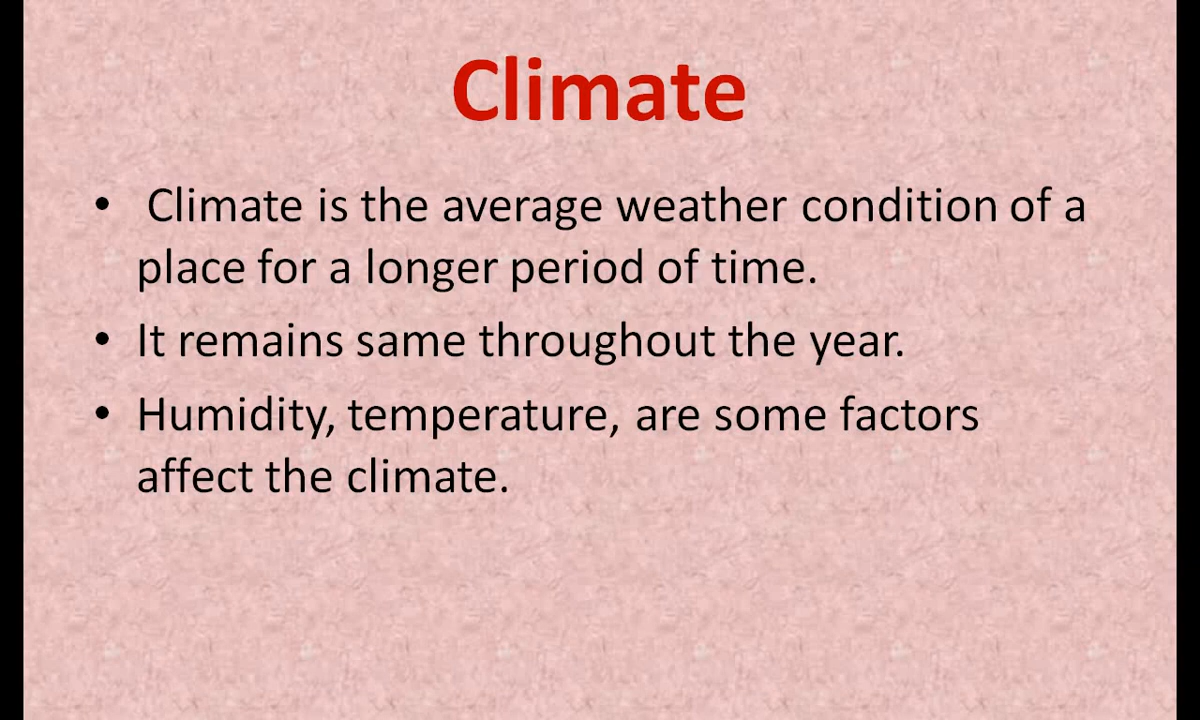 Climate
• Climate is the average weather condition of a
place for a longer period of time.
• It remains same throughout the year.
• Humidity, temperature, are some factors
affect the climate.